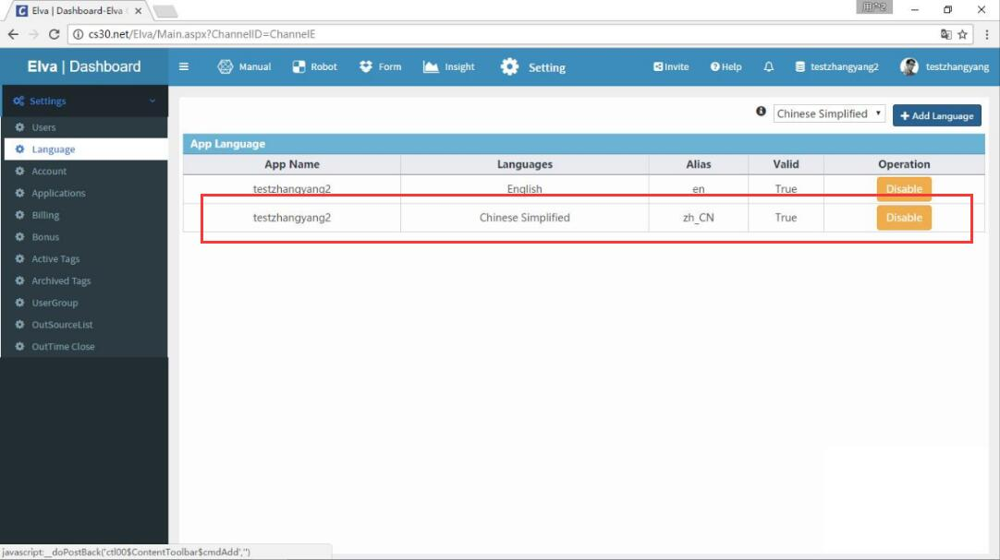 Elva | Dashboard-Elva
用户2
cs30.net/Elva/Main.aspx?ChannelID=ChannelE
Elva | Dashboard
Manual
Robot
Form
Insight
Setting
Invite
Help
testzhangyang2
testzhangyang
Settings
Users
Language
Account
Applications
Billing
Bonus
Active Tags
Archived Tags
UserGroup
OutSourceList
OutTime Close
Chinese Simplified
Add Language
App Language
App Name Languages Alias Valid Operation
testzhangyang2 English en True Disable
testzhangyang2 Chinese Simplified zh_CN True Disable
javascript:__doPostBack('ctl00$ContentToolbar$cmdAdd','')